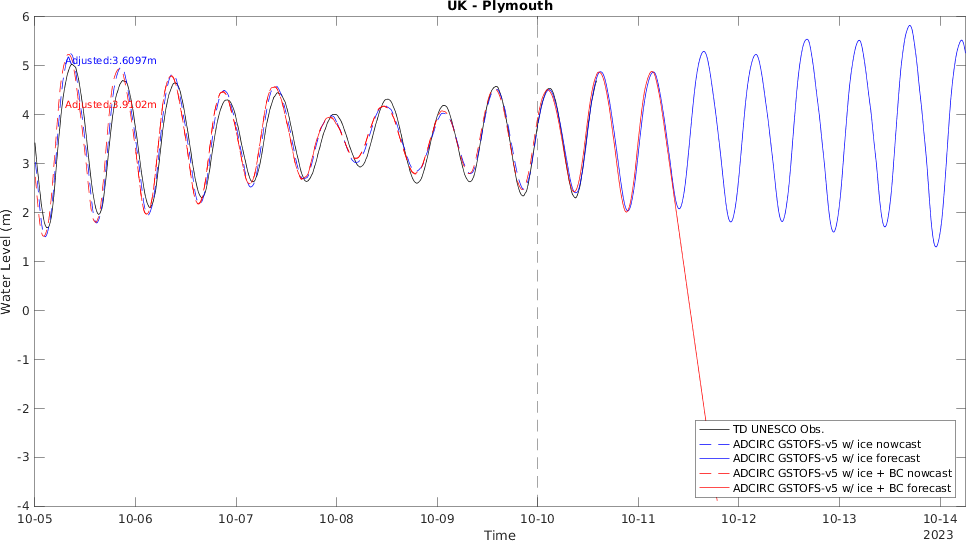 UK - Plymouth
6
5
4
3
2
1
0
-1
-2
-3
-4
Water Level (m)
Adjusted:3.6097m
Adjusted:3.9102m
TD UNESCO Obs.
ADCIRC GSTOFS-v5 w/ ice nowcast
ADCIRC GSTOFS-v5 w/ ice forecast
ADCIRC GSTOFS-v5 w/ ice + BC nowcast
ADCIRC GSTOFS-v5 w/ ice + BC forecast
10-05 10-06 10-07 10-08 10-09 10-10 10-11 10-12 10-13 10-14
2023
Time